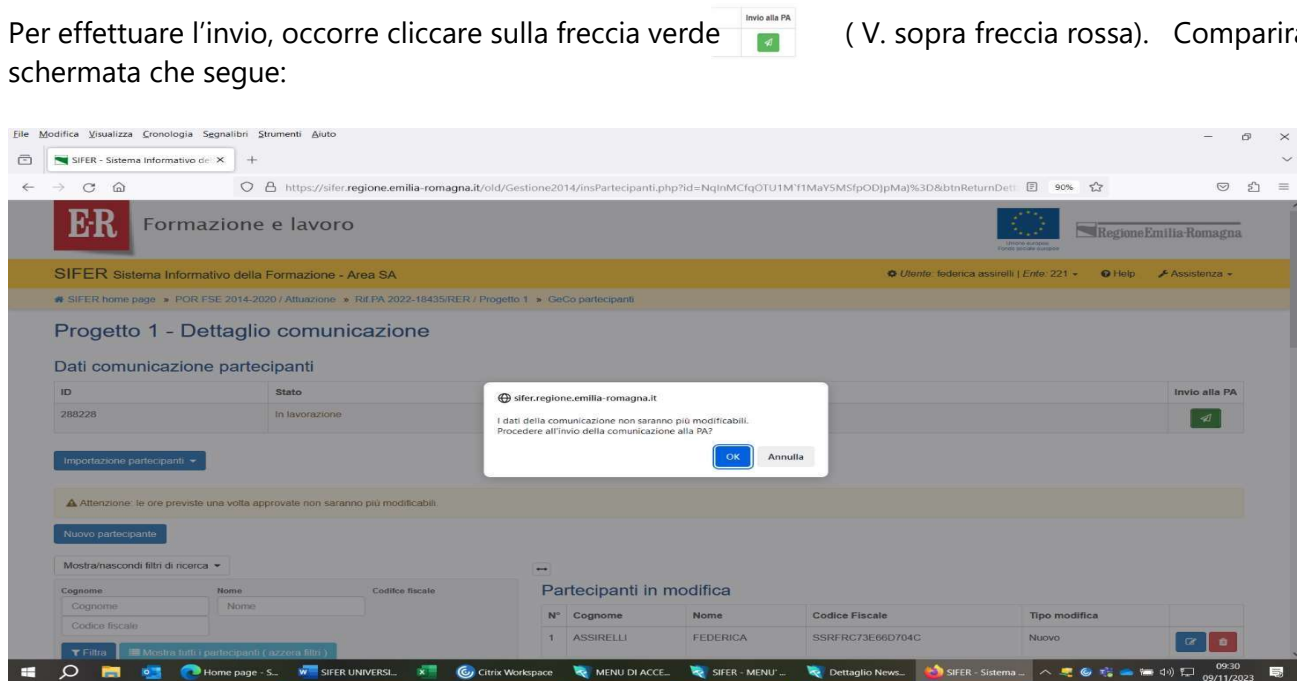 Invio alla PA
Per effettuare l’invio, occorre cliccare sulla freccia verde ( V. sopra freccia rossa). Comparirà
schermata che segue:
File Modifica Visualizza Cronologia Segnalibri Strumenti Aiuto
SIFER - Sistema Informativo de
90%
E·R Formazione e lavoro
Unione europea
Fondo sociale europeo
RegioneEmilia-Romagna
SIFER Sistema Informativo della Formazione - Area SA
Utente: federica assirelli | Ente: 221 Help Assistenza
SIFER home page » POR FSE 2014-2020 / Attuazione » Rif.PA 2022-18435/RER / Progetto 1 » GeCo partecipanti
Progetto 1 - Dettaglio comunicazione
Dati comunicazione partecipanti
ID Stato Invio alla PA
288228 In lavorazione
sifer.regione.emilia-romagna.it
I dati della comunicazione non saranno più modificabili.
Procedere all'invio della comunicazione alla PA?
OK Annulla
Importazione partecipanti
Attenzione: le ore previste una volta approvate non saranno più modificabili.
Nuovo partecipante
Mostra/nascondi filtri di ricerca
Cognome Nome Codifce fiscale
Cognome Nome
Codice fiscale
Filtra Mostra tutti i partecipanti ( azzera filtri )
Partecipanti in modifica
N° Cognome Nome Codice Fiscale Tipo modifica
1 ASSIRELLI FEDERICA SSRFRC73E66D704C Nuovo
Home page - S... SIFER UNIVERSI... Citrix Workspace MENU DI ACCE... SIFER - MENU' ... Dettaglio News... SIFER - Sistema ...
09:30
09/11/2023